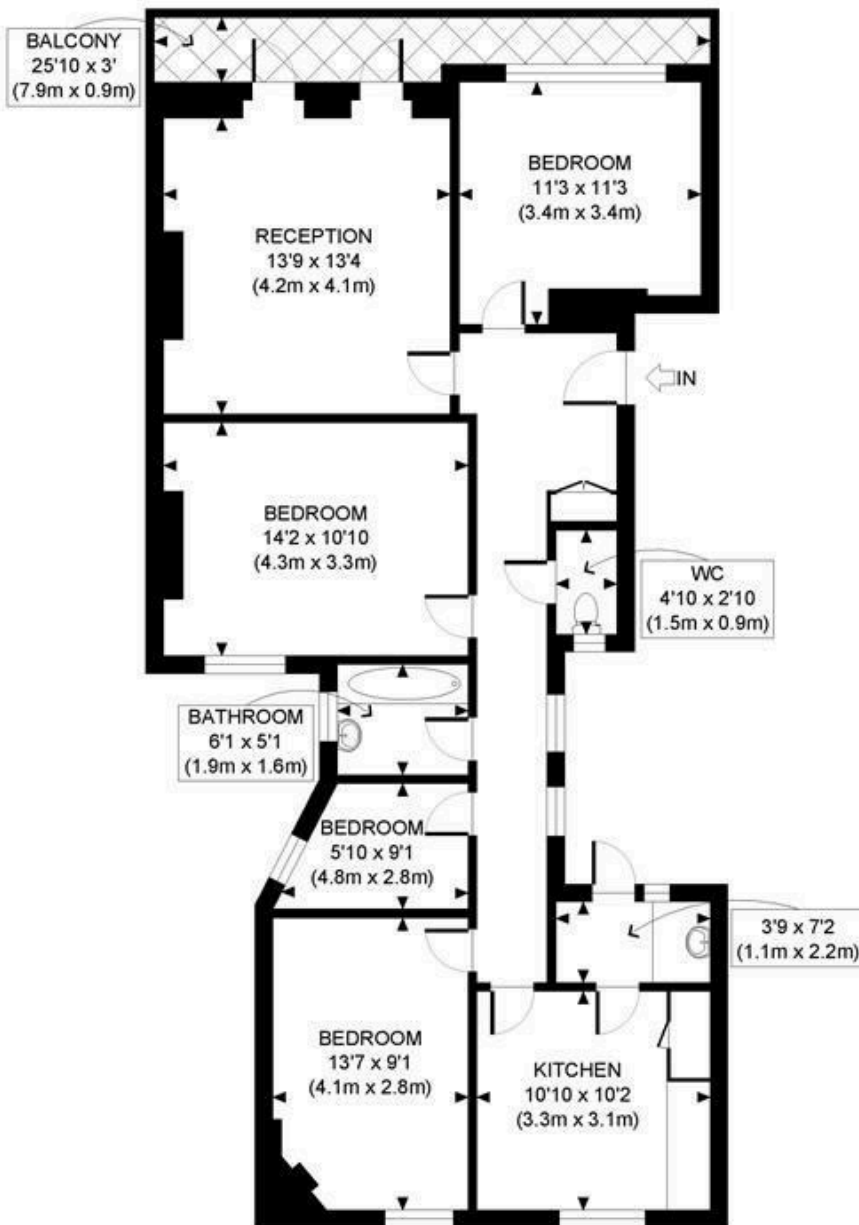 BALCONY
25'10 x 3'
(7.9m x 0.9m)
BEDROOM
11'3 x 11'3
(3.4m x 3.4m)
RECEPTION
13'9 x 13'4
(4.2m x 4.1m)
IN
BEDROOM
14'2 x 10'10
(4.3m x 3.3m)
WC
4'10 x 2'10
(1.5m x 0.9m)
BATHROOM
6'1 x 5'1
(1.9m x 1.6m)
BEDROOM
5'10 x 9'1
(4.8m x 2.8m)
3'9 x 7'2
(1.1m x 2.2m)
BEDROOM
13'7 x 9'1
(4.1m x 2.8m)
KITCHEN
10'10 x 10'2
(3.3m x 3.1m)